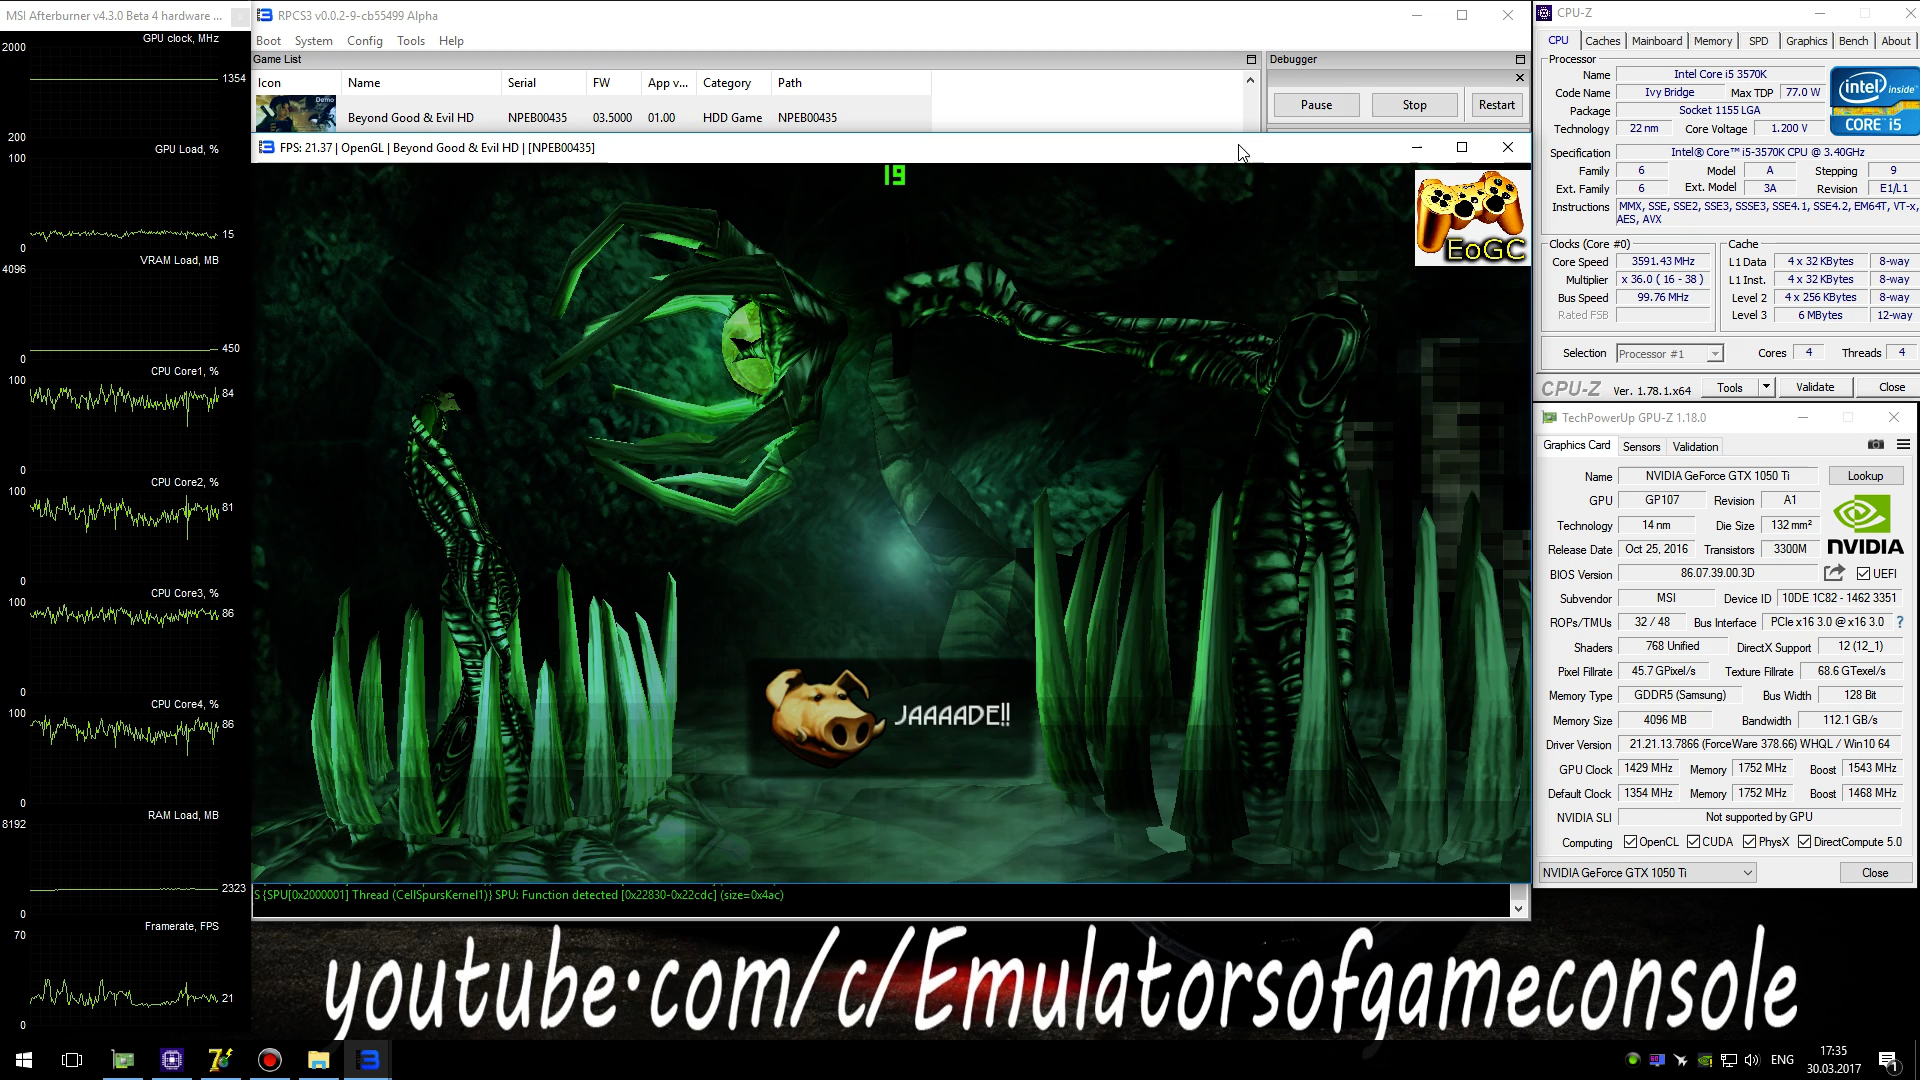 MSI Afterburner v4.3.0 Beta 4 hardware ...
GPU clock, MHz
2000
1354
200
GPU Load, %
100
15
0
VRAM Load, MB
4096
450
0
CPU Core1, %
100
84
0
CPU Core2, %
100
81
0
CPU Core3, %
100
86
0
CPU Core4, %
100
86
0
RAM Load, MB
8192
2323
0
Framerate, FPS
70
21
0
RPCS3 v0.0.2-9-cb55499 Alpha
Boot System Config Tools Help
Game List
Icon Name Serial FW App v... Category Path
Demo
Beyond Good & Evil HD NPEB00435 03.5000 01.00 HDD Game NPEB00435
Debugger
Pause Stop Restart
FPS: 21.37 | OpenGL | Beyond Good & Evil HD | [NPEB00435]
19
EoGC
JAAAADE!!
S {SPU[0x2000001] Thread (CellSpursKernel1)} SPU: Function detected [0x22830-0x22cdc] (size=0x4ac)
CPU-Z
CPU Caches Mainboard Memory SPD Graphics Bench About
Processor
Name Intel Core i5 3570K
Code Name Ivy Bridge Max TDP 77.0 W
Package Socket 1155 LGA
Technology 22 nm Core Voltage 1.200 V
intel inside
CORE i5
Specification Intel® Core™ i5-3570K CPU @ 3.40GHz
Family 6 Model A Stepping 9
Ext. Family 6 Ext. Model 3A Revision E1/L1
Instructions MMX, SSE, SSE2, SSE3, SSSE3, SSE4.1, SSE4.2, EM64T, VT-x,
AES, AVX
Clocks (Core #0) Cache
Core Speed 3591.43 MHz L1 Data 4 x 32 KBytes 8-way
Multiplier x 36.0 ( 16 - 38 ) L1 Inst. 4 x 32 KBytes 8-way
Bus Speed 99.76 MHz Level 2 4 x 256 KBytes 8-way
Rated FSB Level 3 6 MBytes 12-way
Selection Processor #1 Cores 4 Threads 4
CPU-Z Ver. 1.78.1.x64 Tools Validate Close
TechPowerUp GPU-Z 1.18.0
Graphics Card Sensors Validation
Name NVIDIA GeForce GTX 1050 Ti Lookup
GPU GP107 Revision A1
Technology 14 nm Die Size 132 mm²
Release Date Oct 25, 2016 Transistors 3300M
NVIDIA
BIOS Version 86.07.39.00.3D UEFI
Subvendor MSI Device ID 10DE 1C82 - 1462 3351
ROPs/TMUs 32 / 48 Bus Interface PCIe x16 3.0 @ x16 3.0 ?
Shaders 768 Unified DirectX Support 12 (12_1)
Pixel Fillrate 45.7 GPixel/s Texture Fillrate 68.6 GTexel/s
Memory Type GDDR5 (Samsung) Bus Width 128 Bit
Memory Size 4096 MB Bandwidth 112.1 GB/s
Driver Version 21.21.13.7866 (ForceWare 378.66) WHQL / Win10 64
GPU Clock 1429 MHz Memory 1752 MHz Boost 1543 MHz
Default Clock 1354 MHz Memory 1752 MHz Boost 1468 MHz
NVIDIA SLI Not supported by GPU
Computing OpenCL CUDA PhysX DirectCompute 5.0
NVIDIA GeForce GTX 1050 Ti Close
youtube.com/c/Emulatorsofgameconsole
ENG
17:35
30.03.2017
1